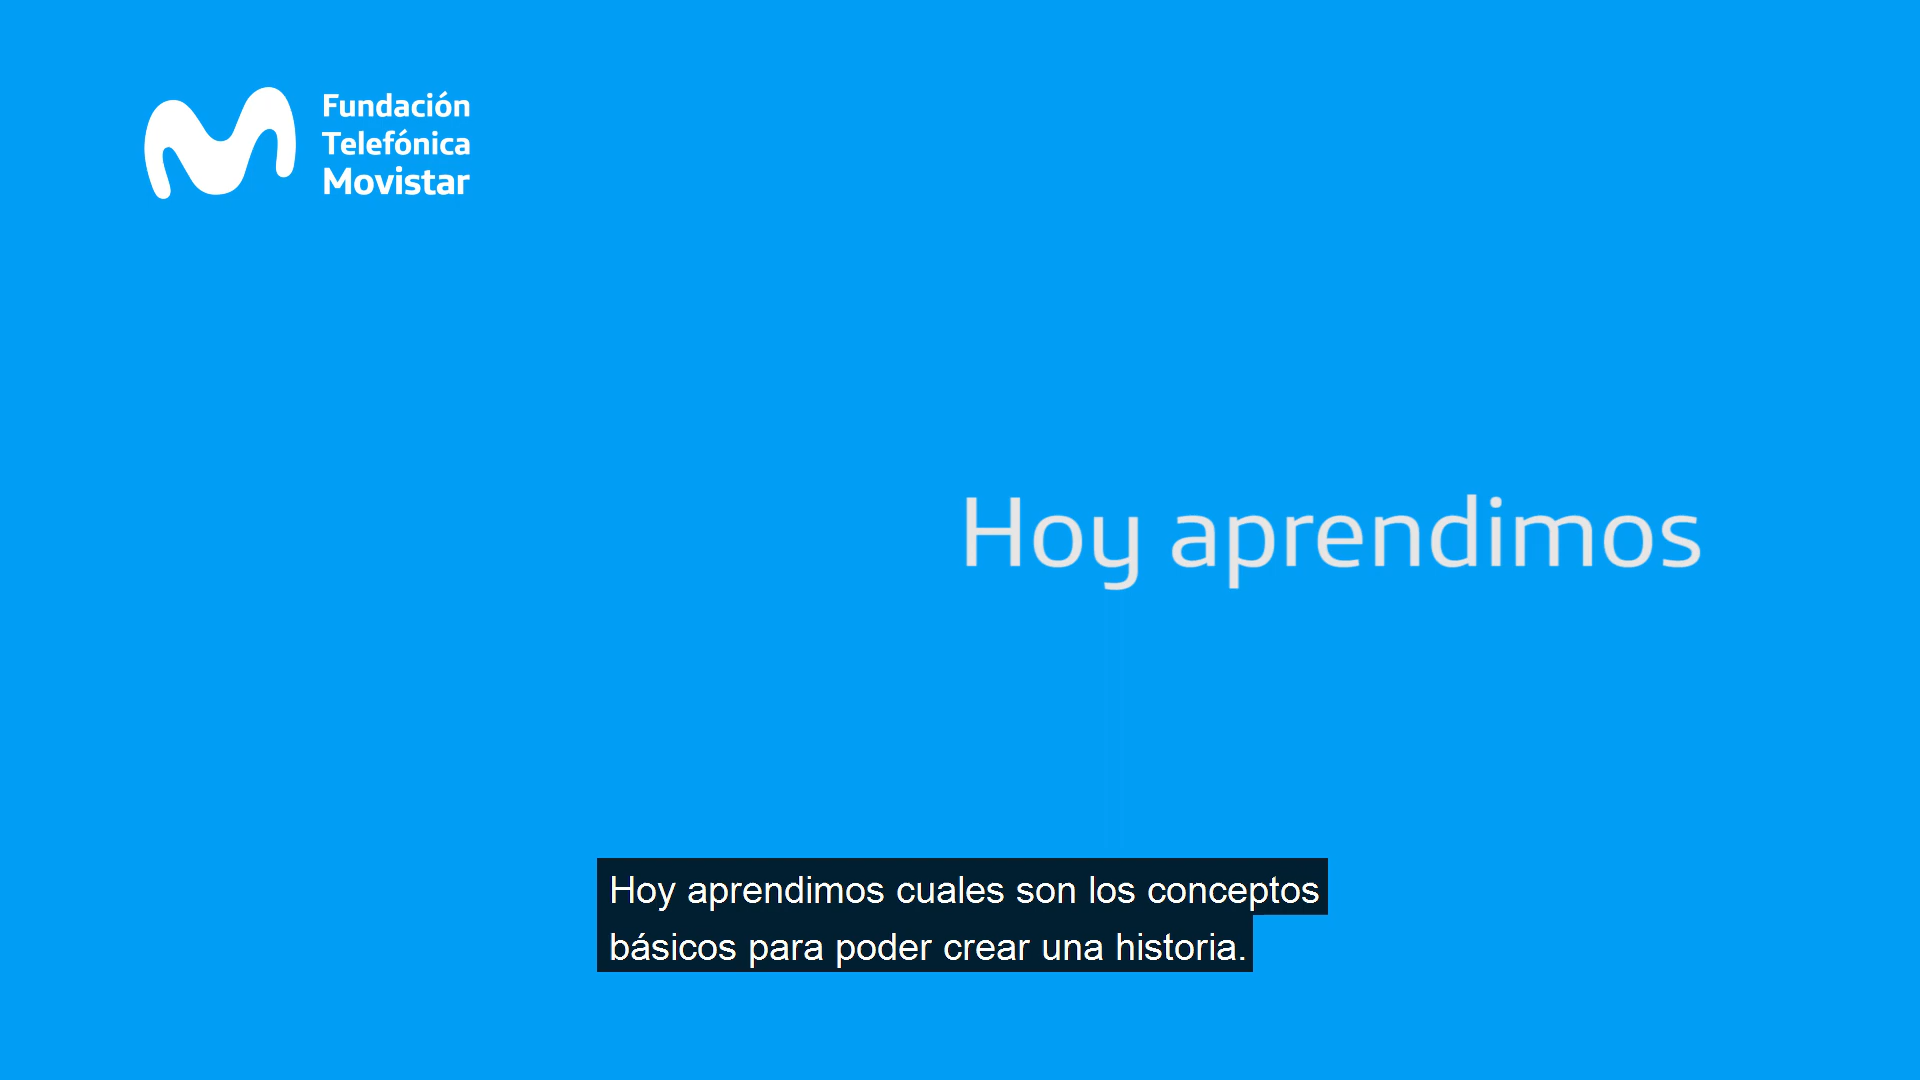 Fundación
Telefónica
Movistar
Hoy aprendimos
Hoy aprendimos cuales son los conceptos
básicos para poder crear una historia.